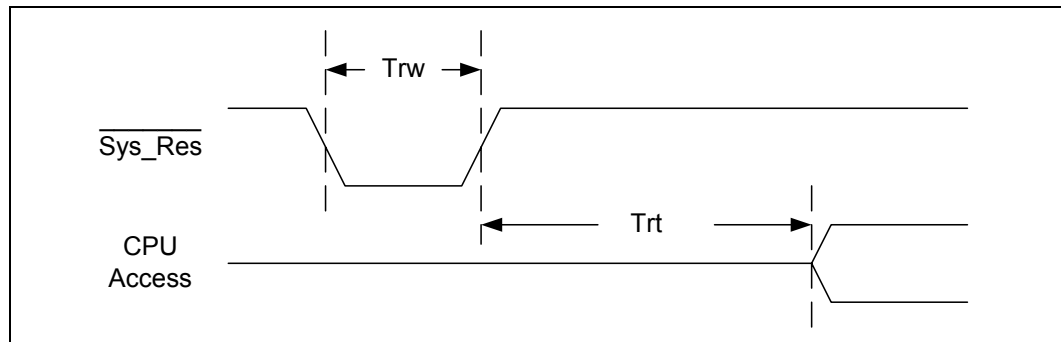 Trw
Sys_Res
Trt
CPU
Access